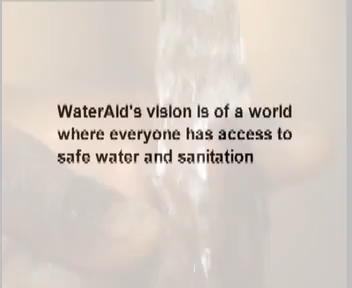 WaterAid's vision is of a world
where everyone has access to
safe water and sanitation